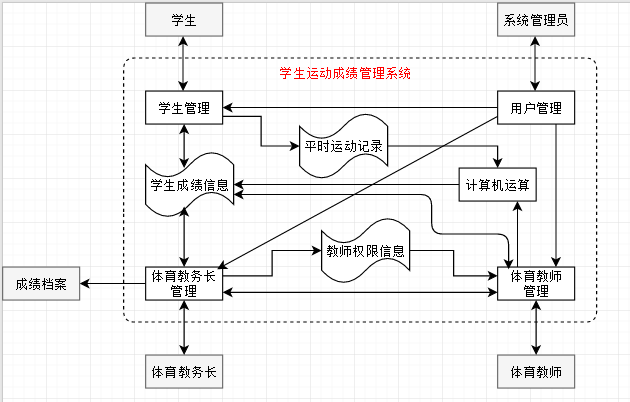 学生
系统管理员
学生运动成绩管理系统
学生管理
用户管理
平时运动记录
学生成绩信息
计算机运算
教师权限信息
成绩档案
体育教务长
管理
体育教师
管理
体育教务长
体育教师